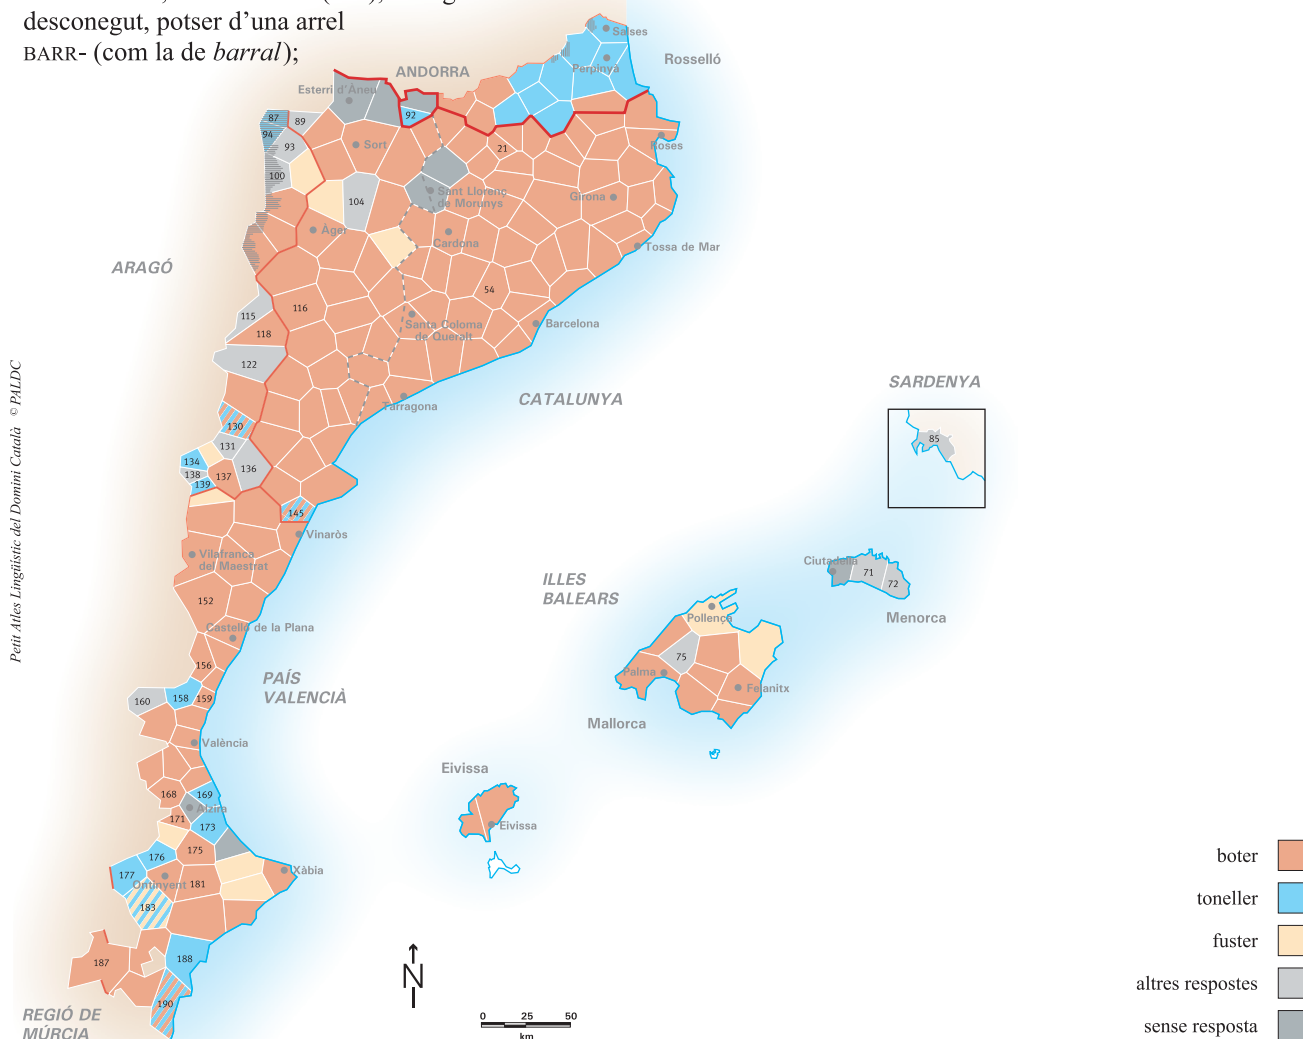 desconegut, potser d’una arrel
BARR- (com la de barral);
ANDORRA
Salses
Perpinyà
Rosselló
Esterri d'Àneu
92
87
89
94
93
100
Sort
21
Roses
104
Sant Llorenç
de Morunys
Girona
Àger
Cardona
Tossa de Mar
ARAGÓ
54
115
116
118
Santa Coloma
de Queralt
Barcelona
122
CATALUNYA
Tarragona
SARDENYA
85
130
131
134
136
137
138
139
145
Vinaròs
Vilafranca
del Maestrat
152
Castelló de la Plana
156
PAÍS
VALENCIÀ
158
159
160
València
ILLES
BALEARS
Ciutadella
71
72
Menorca
Pollença
75
Palma
Felanitx
Mallorca
Eivissa
Eivissa
168
169
Alzira
171
173
175
176
177
Ontinyent
181
Xàbia
183
187
188
190
REGIÓ DE
MÚRCIA
N
0 25 50
km
boter
toneller
fuster
altres respostes
sense resposta
Petit Atles Lingüístic del Domini Català © PALDC